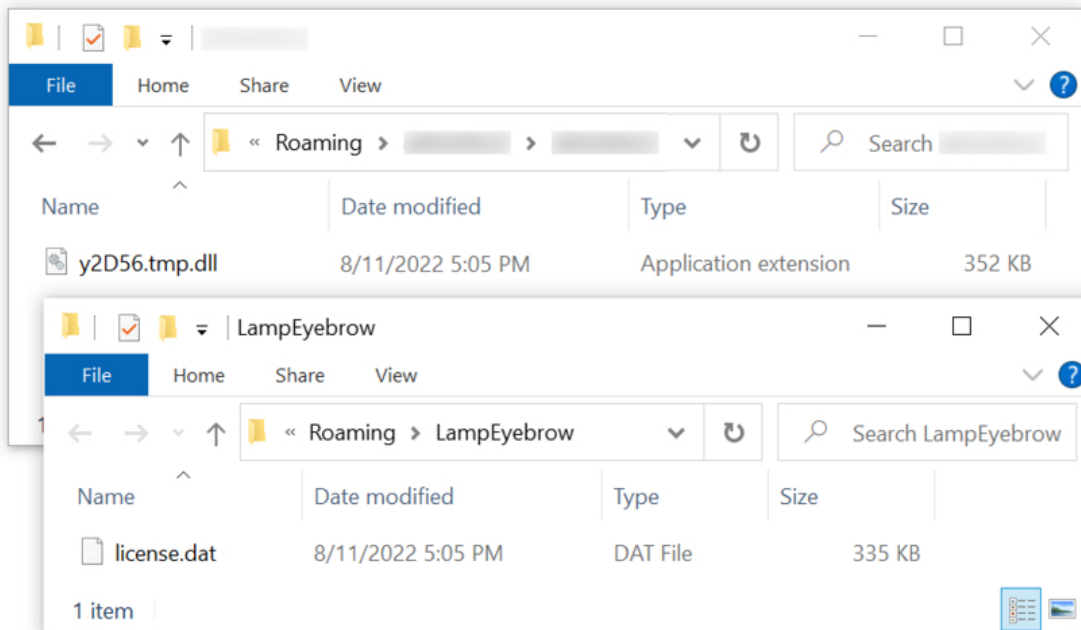 File Home Share View ?
« Roaming > >
Search
Name Date modified Type Size
y2D56.tmp.dll 8/11/2022 5:05 PM Application extension 352 KB
LampEyebrow
File Home Share View ?
1
« Roaming > LampEyebrow Search LampEyebrow
Name Date modified Type Size
license.dat 8/11/2022 5:05 PM DAT File 335 KB
1 item